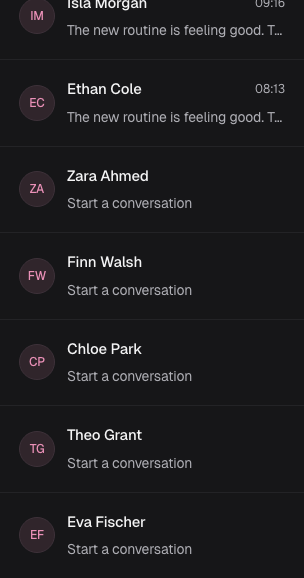 IM
Isla Morgan
09:16
The new routine is feeling good. T...
EC
Ethan Cole
08:13
The new routine is feeling good. T...
ZA
Zara Ahmed
Start a conversation
FW
Finn Walsh
Start a conversation
CP
Chloe Park
Start a conversation
TG
Theo Grant
Start a conversation
EF
Eva Fischer
Start a conversation